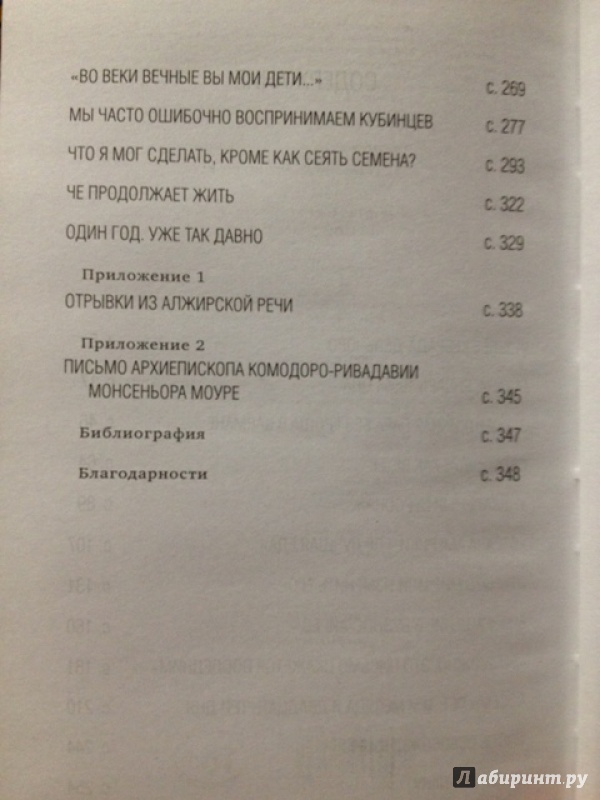 «ВО ВЕКИ ВЕЧНЫЕ ВЫ МОИ ДЕТИ...» с. 269
МЫ ЧАСТО ОШИБОЧНО ВОСПРИНИМАЕМ КУБИНЦЕВ с. 277
ЧТО Я МОГ СДЕЛАТЬ, КРОМЕ КАК СЕЯТЬ СЕМЕНА? с. 293
ЧЕ ПРОДОЛЖАЕТ ЖИТЬ с. 322
ОДИН ГОД. УЖЕ ТАК ДАВНО с. 329
Приложение 1
ОТРЫВКИ ИЗ АЛЖИРСКОЙ РЕЧИ с. 338
Приложение 2
ПИСЬМО АРХИЕПИСКОПА КОМОДОРО-РИВАДАВИИ
МОНСЕНЬОРА МОУРЕ с. 345
Библиография с. 347
Благодарности с. 348
Лабиринт.ру